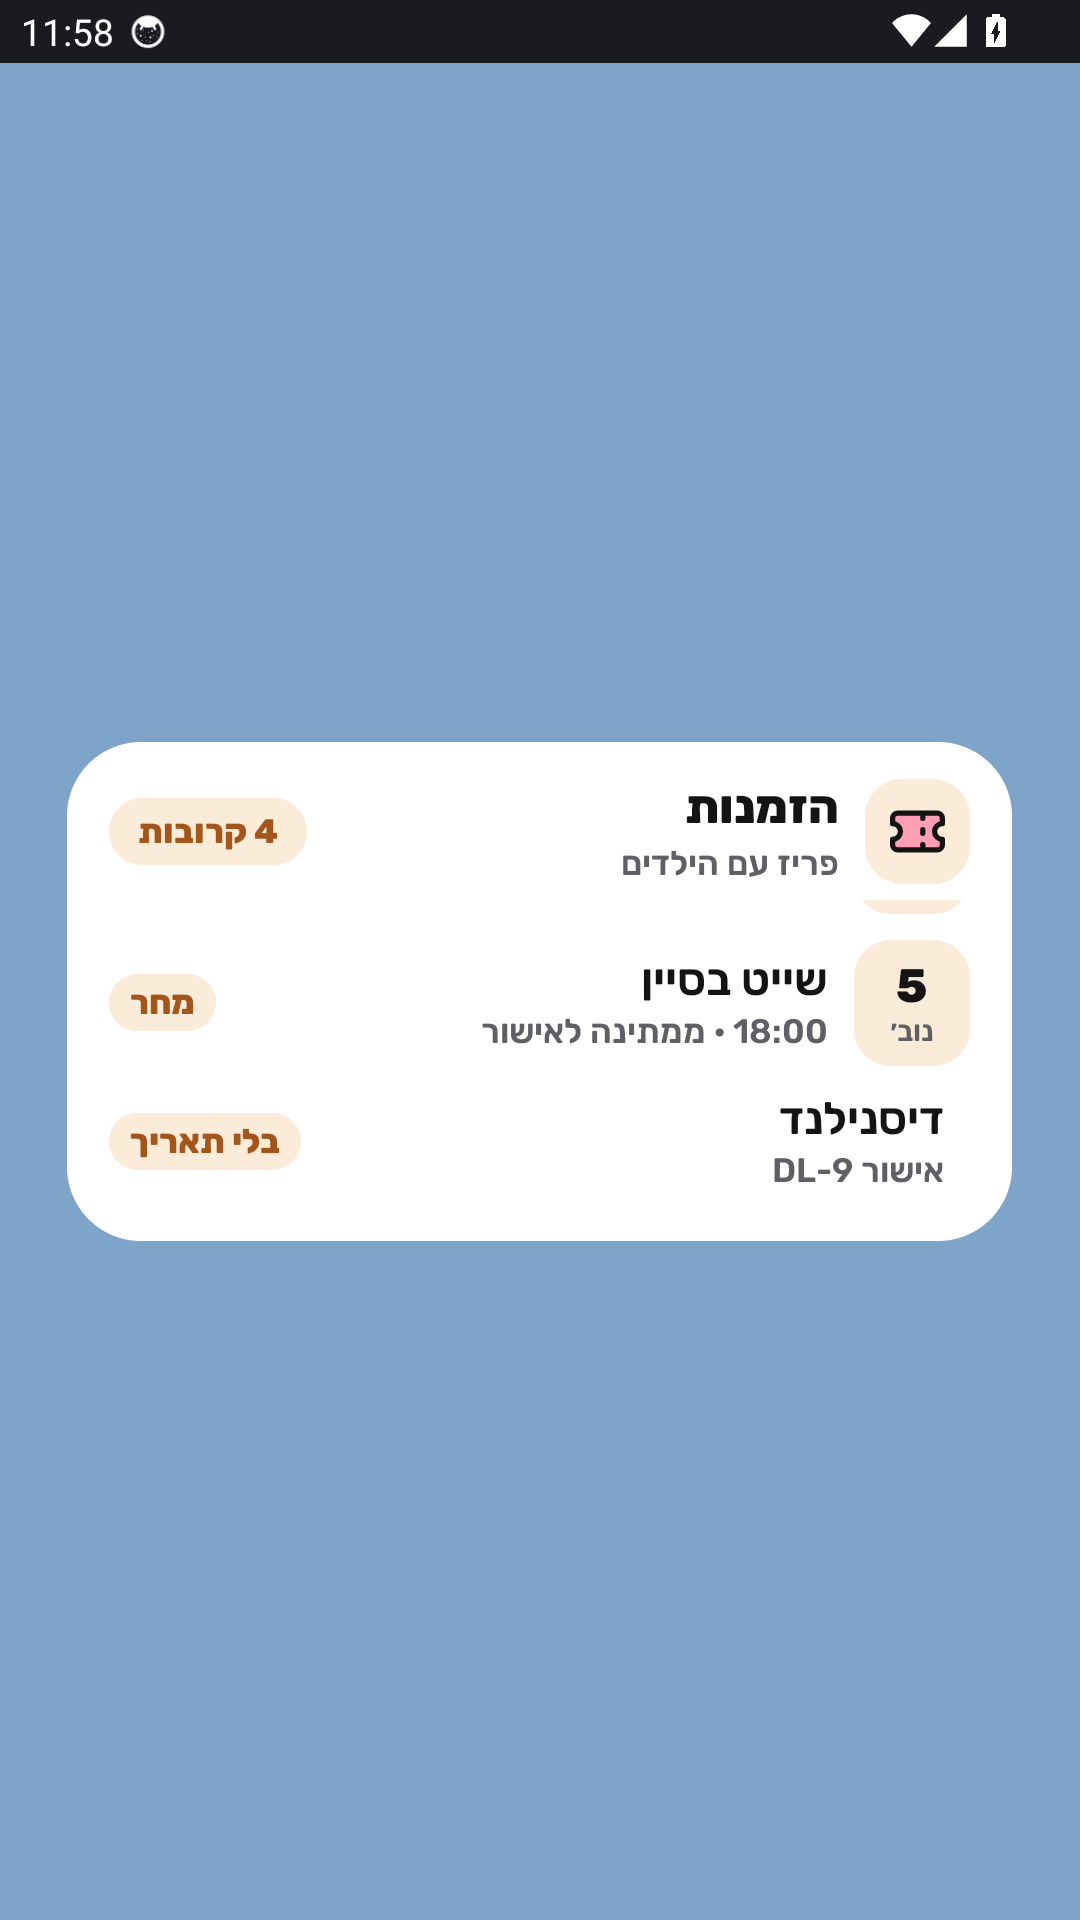 11:58
הזמנות
פריז עם הילדים
4 קרובות
5
נוב׳
שייט בסיין
18:00 • ממתינה לאישור
מחר
דיסנילנד
אישור DL-9
בלי תאריך